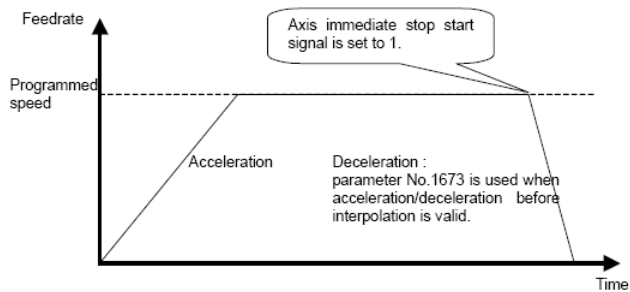 Feedrate
Axis immediate stop start
signal is set to 1.
Programmed
speed
Acceleration
Deceleration :
parameter No.1673 is used when
acceleration/deceleration before
interpolation is valid.
Time